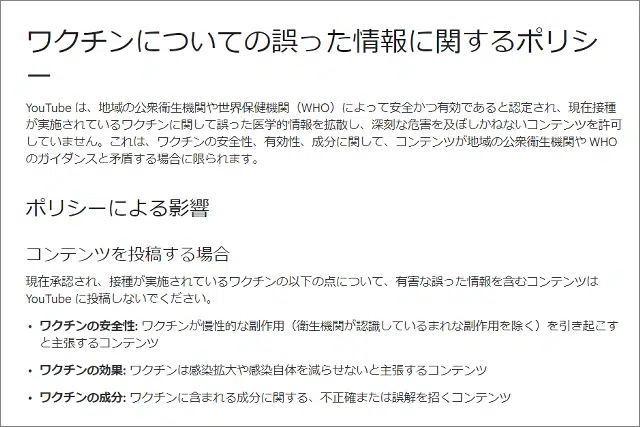 ワクチンについての誤った情報に関するポリシ
ー
YouTube は、地域の公衆衛生機関や世界保健機関（WHO）によって安全かつ有効であると認定され、現在接種
が実施されているワクチンに関して誤った医学的情報を拡散し、深刻な危害を及ぼしかねないコンテンツを許可
していません。これは、ワクチンの安全性、有効性、成分に関して、コンテンツが地域の公衆衛生機関や WHO
のガイダンスと矛盾する場合に限られます。
ポリシーによる影響
コンテンツを投稿する場合
現在承認され、接種が実施されているワクチンの以下の点について、有害な誤った情報を含むコンテンツは
YouTube に投稿しないでください。
• ワクチンの安全性: ワクチンが慢性的な副作用（衛生機関が認識しているまれな副作用を除く）を引き起こす
と主張するコンテンツ
• ワクチンの効果: ワクチンは感染拡大や感染自体を減らせないと主張するコンテンツ
• ワクチンの成分: ワクチンに含まれる成分に関する、不正確または誤解を招くコンテンツ